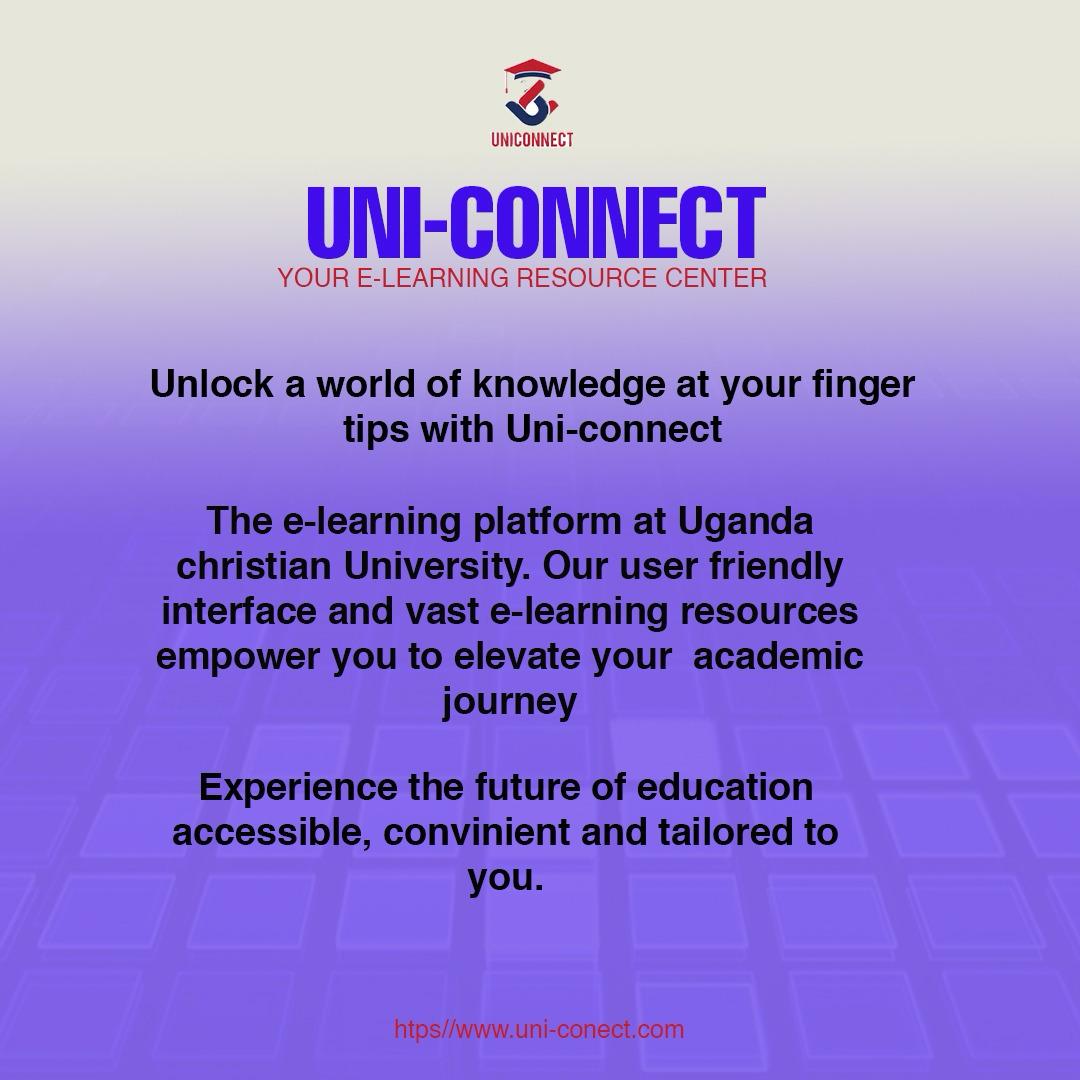 UNICONNECT
UNI-CONNECT
YOUR E-LEARNING RESOURCE CENTER
Unlock a world of knowledge at your finger
tips with Uni-connect
The e-learning platform at Uganda
christian University. Our user friendly
interface and vast e-learning resources
empower you to elevate your  academic
journey
Experience the future of education
accessible, convinient and tailored to
you.
htps//www.uni-conect.com